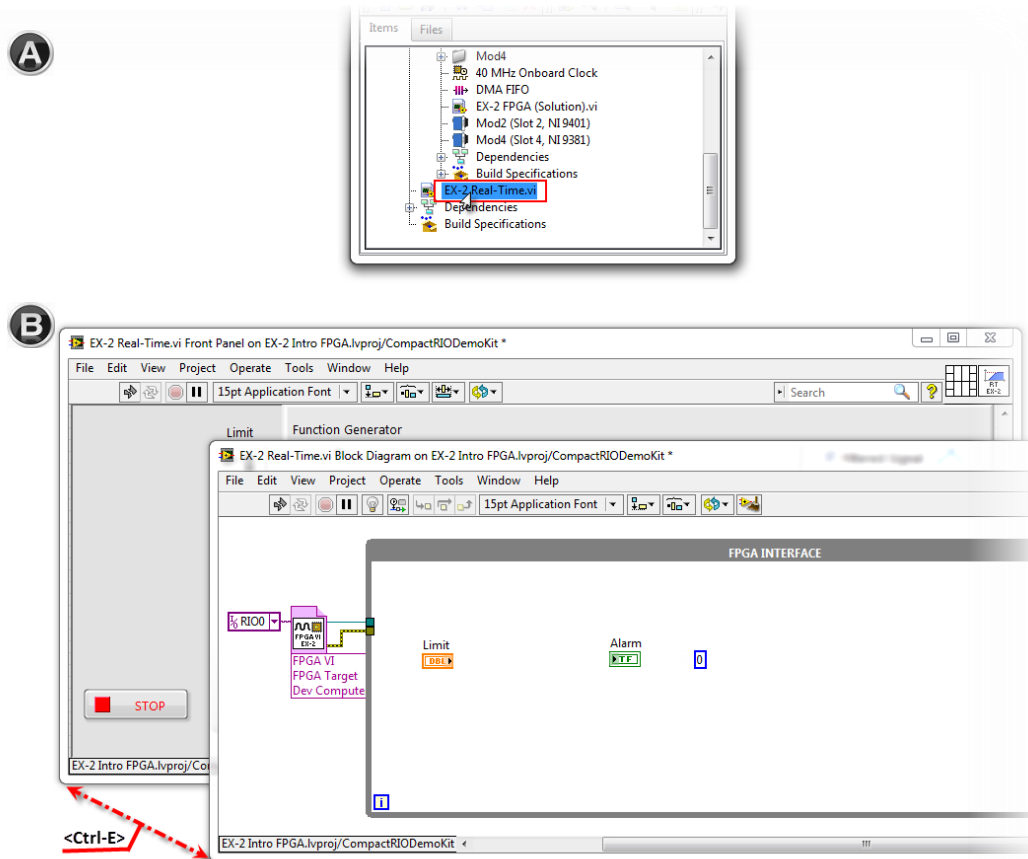 A
Items Files
Mod4
40 MHz Onboard Clock
DMA FIFO
EX-2 FPGA (Solution).vi
Mod2 (Slot 2, NI 9401)
Mod4 (Slot 4, NI 9381)
Dependencies
Build Specifications
EX-2 Real-Time.vi
Dependencies
Build Specifications
B
EX-2 Real-Time.vi Front Panel on EX-2 Intro FPGA.lvproj/CompactRIODemoKit *
File Edit View Project Operate Tools Window Help
15pt Application Font Search ? RT EX-2
Limit Function Generator
EX-2 Real-Time.vi Block Diagram on EX-2 Intro FPGA.lvproj/CompactRIODemoKit *
File Edit View Project Operate Tools Window Help
15pt Application Font
FPGA INTERFACE
RIO0
FPGA VI
EX-2
Limit
DBL
Alarm
TF
0
FPGA VI
FPGA Target
Dev Compute
STOP
i
EX-2 Intro FPGA.lvproj/Co
<Ctrl-E>
EX-2 Intro FPGA.lvproj/CompactRIODemoKit